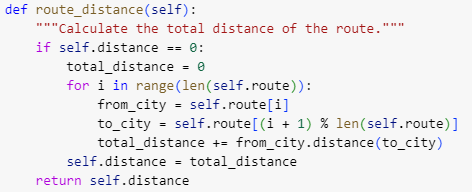 def route_distance(self):
    """Calculate the total distance of the route."""
    if self.distance == 0:
        total_distance = 0
        for i in range(len(self.route)):
            from_city = self.route[i]
            to_city = self.route[(i + 1) % len(self.route)]
            total_distance += from_city.distance(to_city)
        self.distance = total_distance
    return self.distance